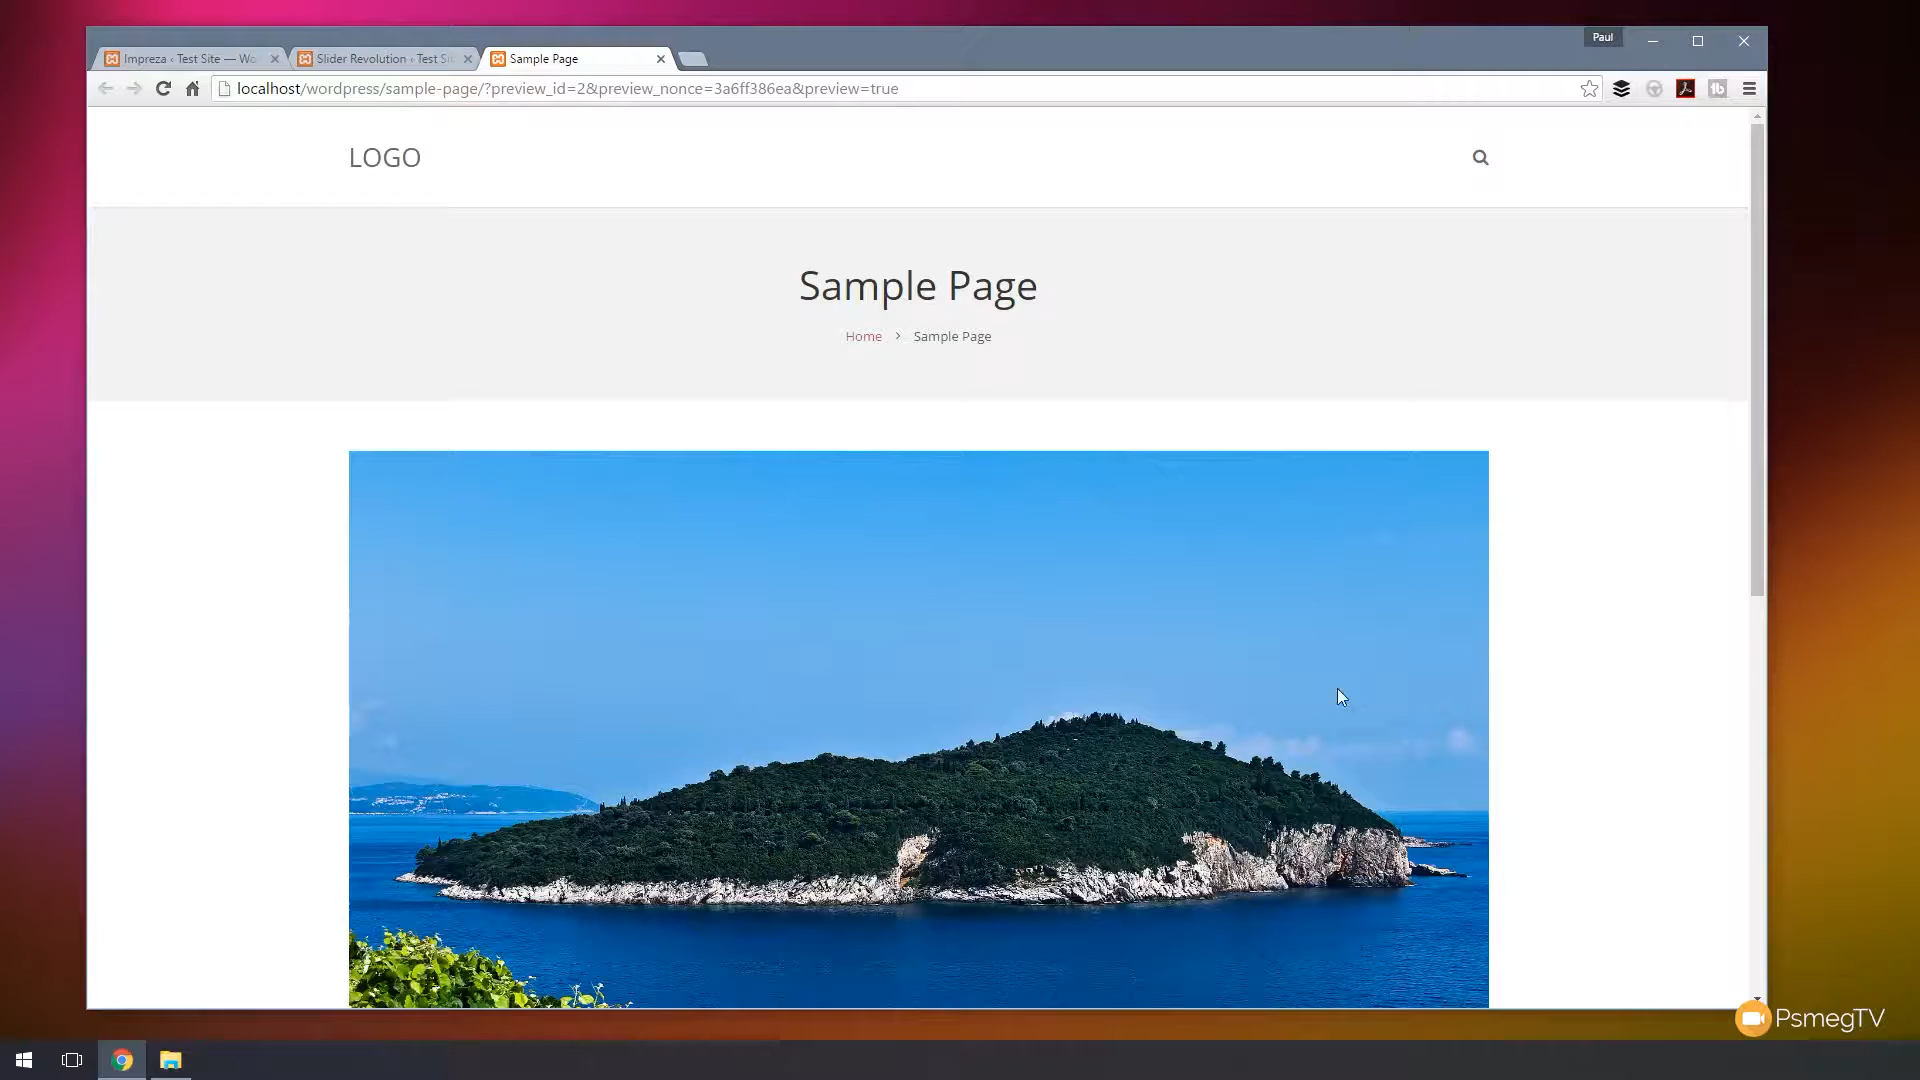 Paul
Impreza ‹ Test Site — Wo
Slider Revolution ‹ Test Si
Sample Page
localhost/wordpress/sample-page/?preview_id=2&preview_nonce=3a6ff386ea&preview=true
LOGO
Sample Page
Home > Sample Page
PsmegTV